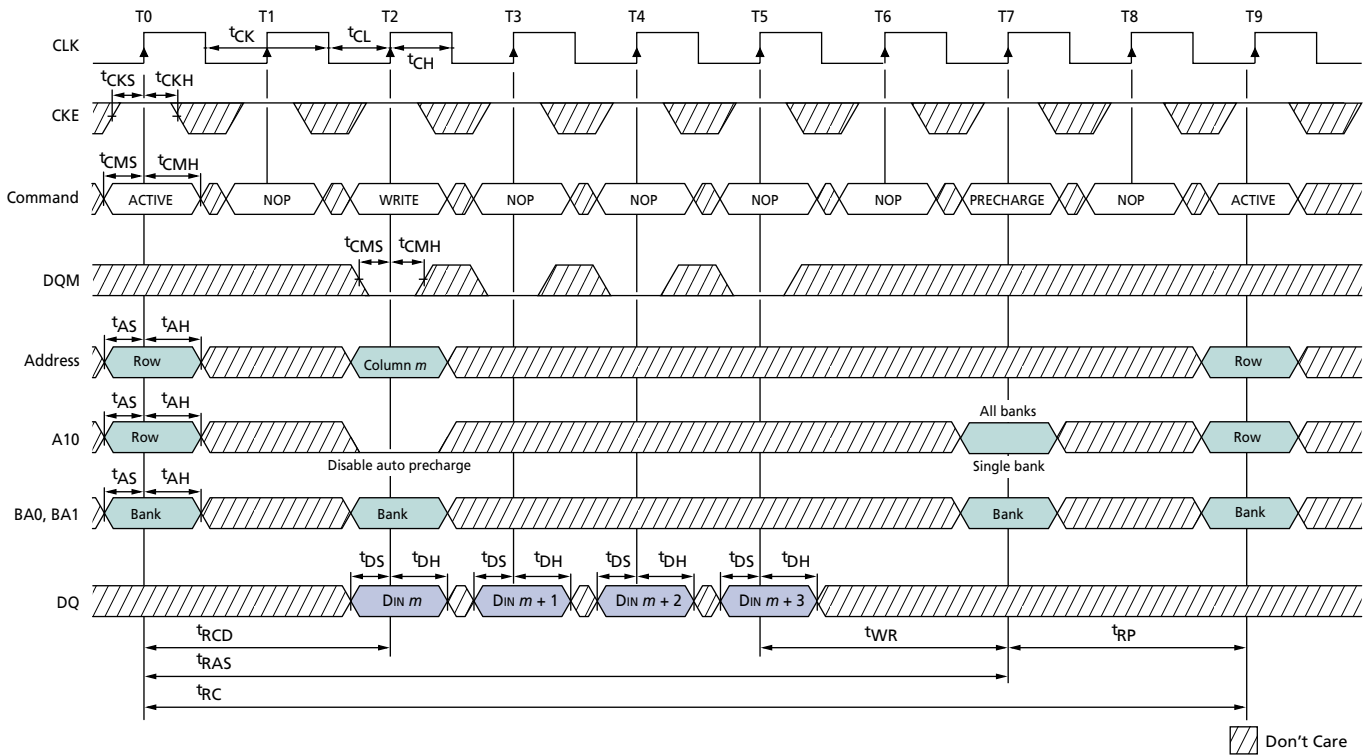 T0 T1 T2 T3 T4 T5 T6 T7 T8 T9
CLK tCK tCL tCH
tCKS tCKH
CKE
tCMS tCMH
Command ACTIVE NOP WRITE NOP NOP NOP NOP PRECHARGE NOP ACTIVE
tCMS tCMH
DQM
tAS tAH
Address Row Column m Row
tAS tAH All banks
A10 Row Row
Disable auto precharge Single bank
tAS tAH
BA0, BA1 Bank Bank Bank Bank
tDS tDH tDS tDH tDS tDH tDS tDH
DQ DIN m DIN m + 1 DIN m + 2 DIN m + 3
tRCD tWR tRP
tRAS
tRC
Don't Care